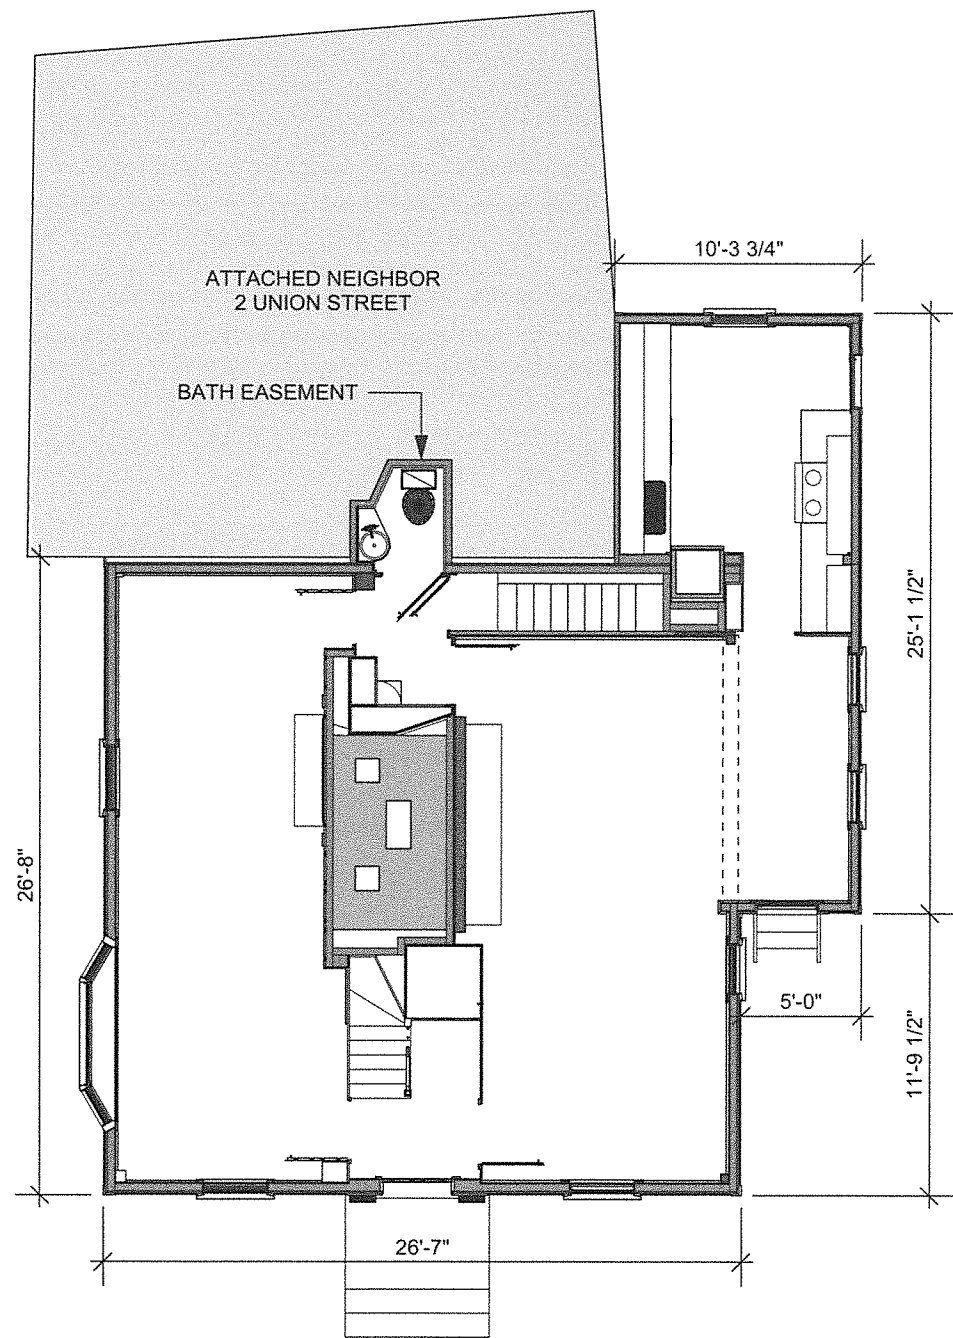 10'-3 3/4"
ATTACHED NEIGHBOR
2 UNION STREET
BATH EASEMENT
25'-1 1/2"
26'-8"
5'-0"
11'-9 1/2"
26'-7"